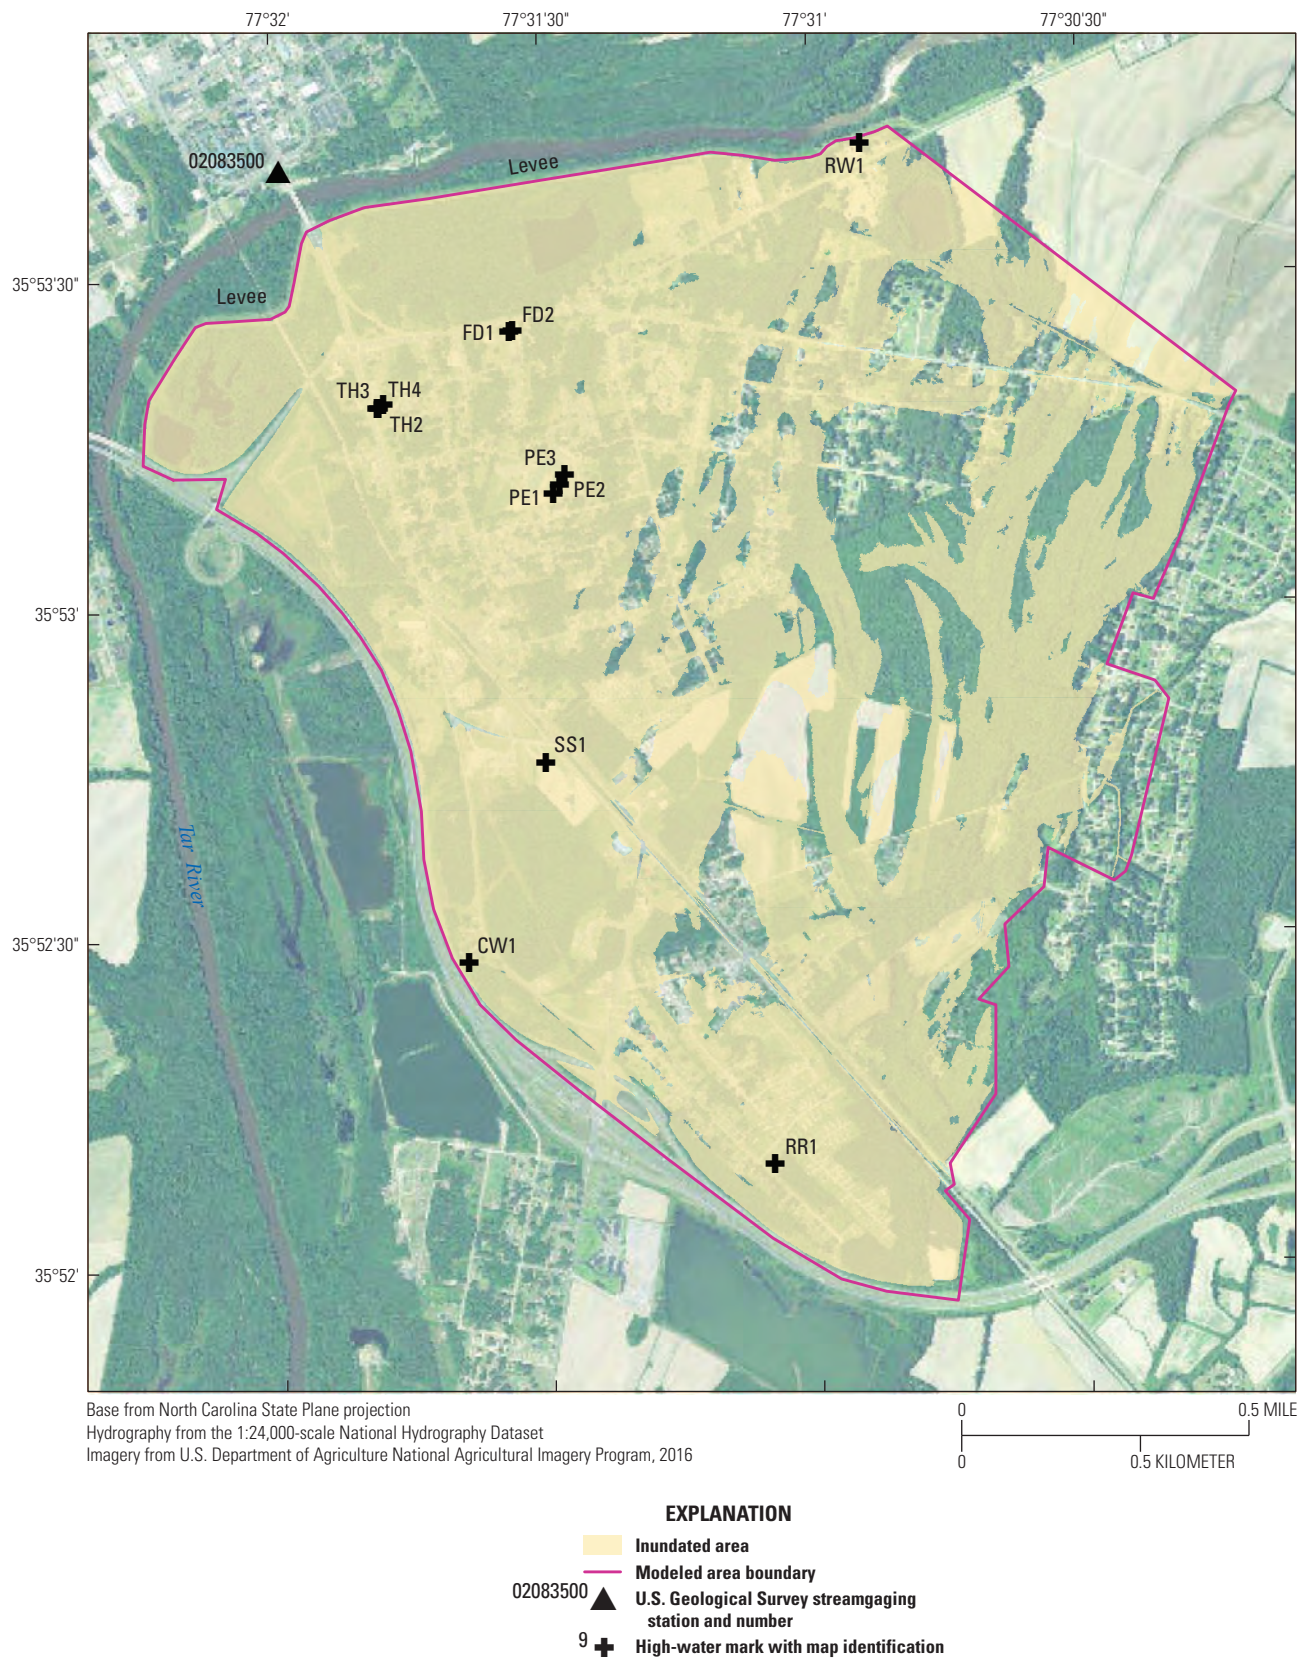 77°32' 77°31'30" 77°31' 77°30'30"
02083500
Levee
RW1
35°53'30"
Levee
FD1 FD2
TH3 TH4
TH2
PE3
PE1 PE2
35°53'
SS1
Tar River
35°52'30"
CW1
RR1
35°52'
Base from North Carolina State Plane projection
Hydrography from the 1:24,000-scale National Hydrography Dataset
Imagery from U.S. Department of Agriculture National Agricultural Imagery Program, 2016
0 0.5 MILE
0 0.5 KILOMETER
EXPLANATION
Inundated area
Modeled area boundary
02083500 U.S. Geological Survey streamgaging
station and number
9 High-water mark with map identification